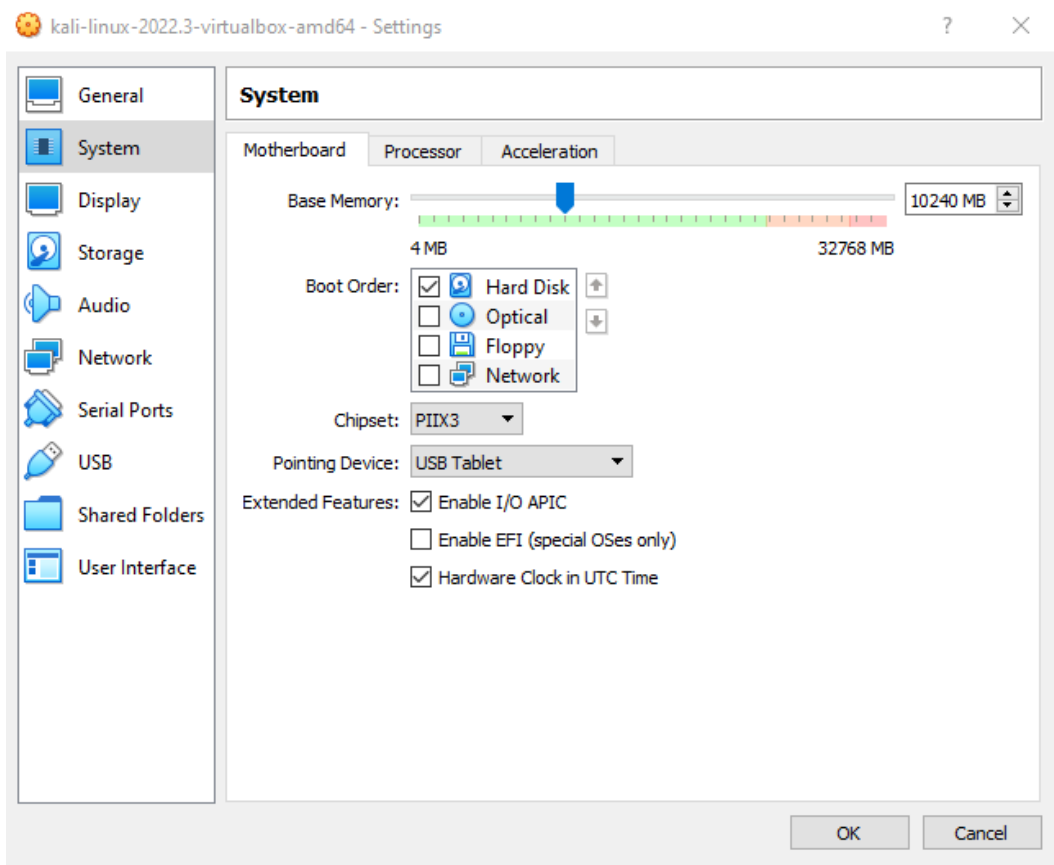 kali-linux-2022.3-virtualbox-amd64 - Settings
?
General
System
Display
Storage
Audio
Network
Serial Ports
USB
Shared Folders
User Interface
System
Motherboard Processor Acceleration
Base Memory: 10240 MB
4 MB 32768 MB
Boot Order: Hard Disk
Optical
Floppy
Network
Chipset: PIIX3
Pointing Device: USB Tablet
Extended Features: Enable I/O APIC
Enable EFI (special OSes only)
Hardware Clock in UTC Time
OK Cancel